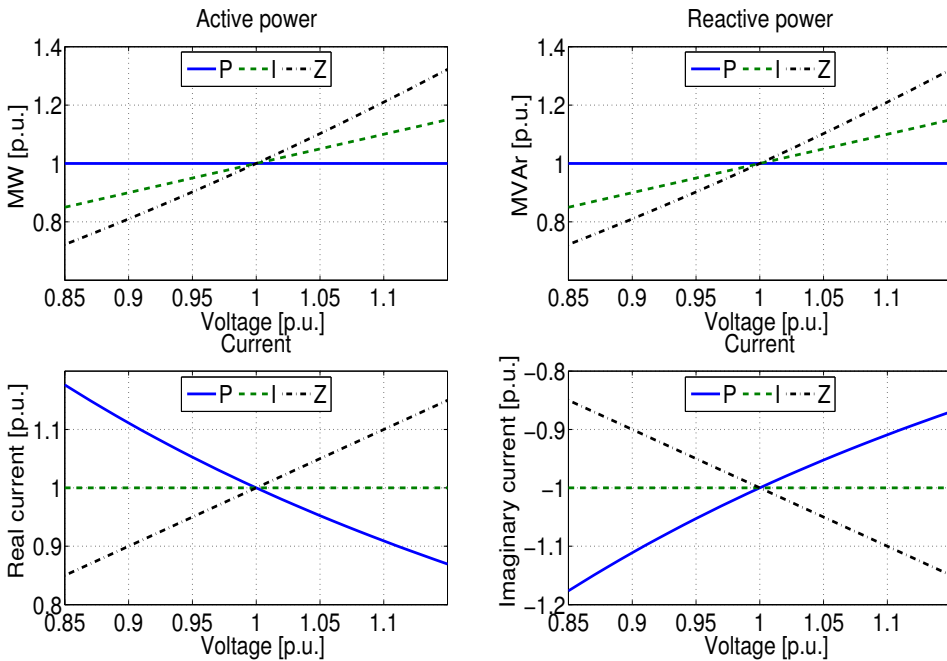 Active power
Reactive power
1.4
1.2
1
0.8
MW [p.u.]
P I Z
0.85 0.9 0.95 1 1.05 1.1
Voltage [p.u.]
1.4
1.2
1
0.8
MVAr [p.u.]
P I Z
0.85 0.9 0.95 1 1.05 1.1
Voltage [p.u.]
Current
1.1
1
0.9
0.8
Real current [p.u.]
P I Z
0.85 0.9 0.95 1 1.05 1.1
Voltage [p.u.]
Current
−0.8
−0.9
−1
−1.1
−1.2
Imaginary current [p.u.]
P I Z
0.85 0.9 0.95 1 1.05 1.1
Voltage [p.u.]